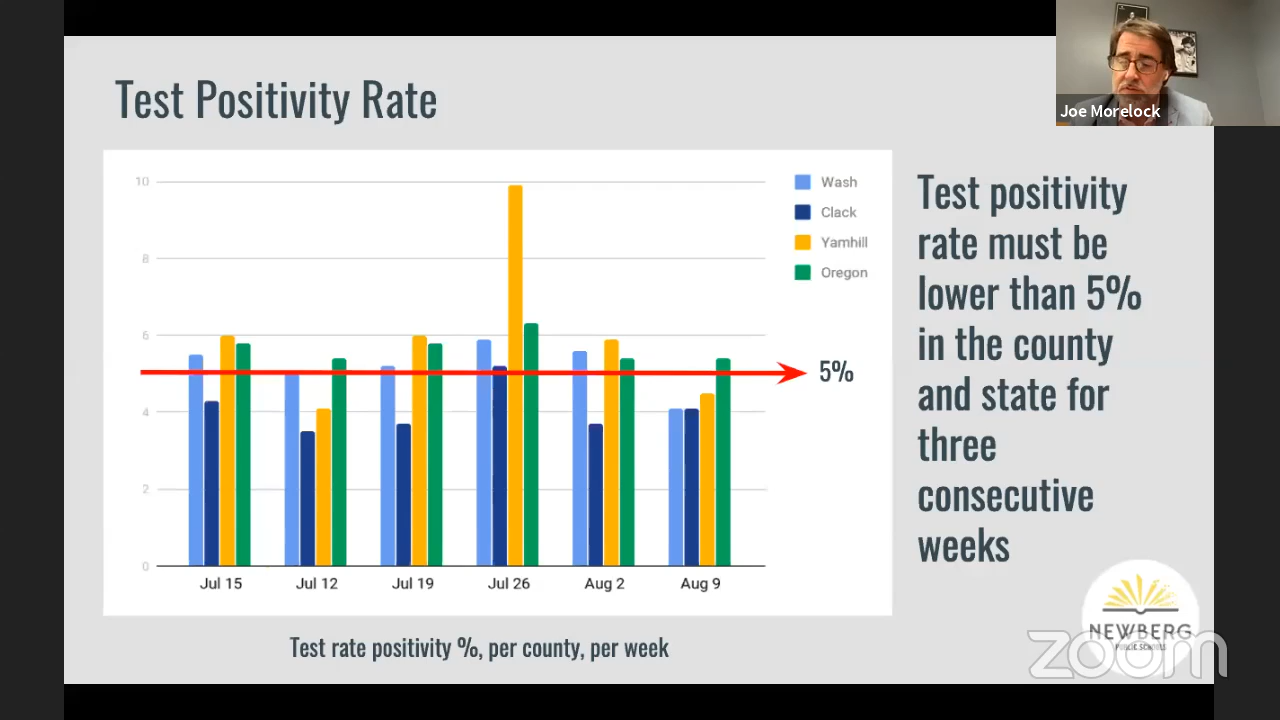 Test Positivity Rate
Joe Morelock
10
8
6
4
2
0
Wash
Clack
Yamhill
Oregon
5%
Jul 15
Jul 12
Jul 19
Jul 26
Aug 2
Aug 9
Test rate positivity %, per county, per week
Test positivity
rate must be
lower than 5%
in the county
and state for
three
consecutive
weeks
NEWBERG
PUBLIC SCHOOLS
zoom